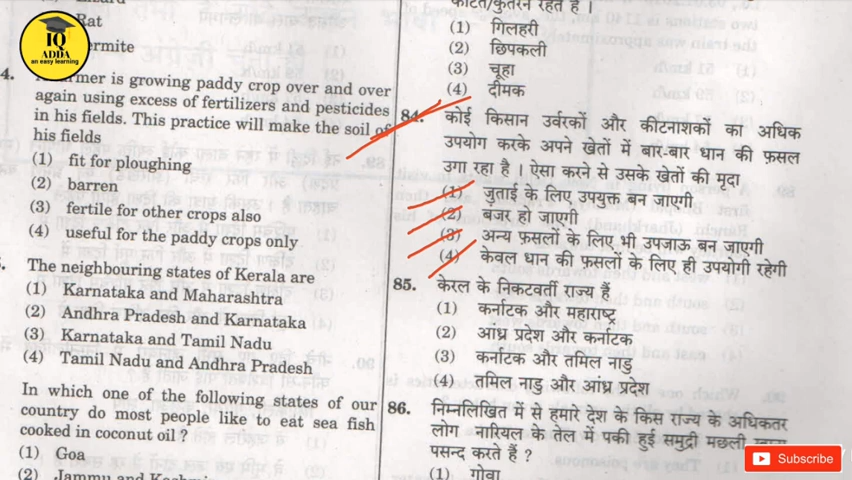 IQ
ADDA
an easy learning
Rat
ermite
4.
rmer is growing paddy crop over and over
again using excess of fertilizers and pesticides
in his fields. This practice will make the soil of
his fields
(1) fit for ploughing
(2) barren
(3) fertile for other crops also
(4) useful for the paddy crops only
The neighbouring states of Kerala are
(1) Karnataka and Maharashtra
(2) Andhra Pradesh and Karnataka
(3) Karnataka and Tamil Nadu
(4) Tamil Nadu and Andhra Pradesh
In which one of the following states of our
country do most people like to eat sea fish
cooked in coconut oil ?
(1) Goa
(2) Jammu and
काटते/कुतरते रहते हैं ।
(1) गिलहरी
(2) छिपकली
(3) चूहा
(4) दीमक
84. कोई किसान उर्वरकों और कीटनाशकों का अधिक
उपयोग करके अपने खेतों में बार-बार धान की फ़सल
उगा रहा है । ऐसा करने से उसके खेतों की मृदा
(1) जुताई के लिए उपयुक्त बन जाएगी
(2) बंजर हो जाएगी
(3) अन्य फ़सलों के लिए भी उपजाऊ बन जाएगी
(4) केवल धान की फ़सलों के लिए ही उपयोगी रहेगी
85. केरल के निकटवर्ती राज्य हैं
(1) कर्नाटक और महाराष्ट्र
(2) आंध्र प्रदेश और कर्नाटक
(3) कर्नाटक और तमिल नाडु
(4) तमिल नाडु और आंध्र प्रदेश
86. निम्नलिखित में से हमारे देश के किस राज्य के अधिकतर
लोग नारियल के तेल में पकी हुई समुद्री मछली
पसन्द करते हैं ?
(1) गोवा
Subscribe